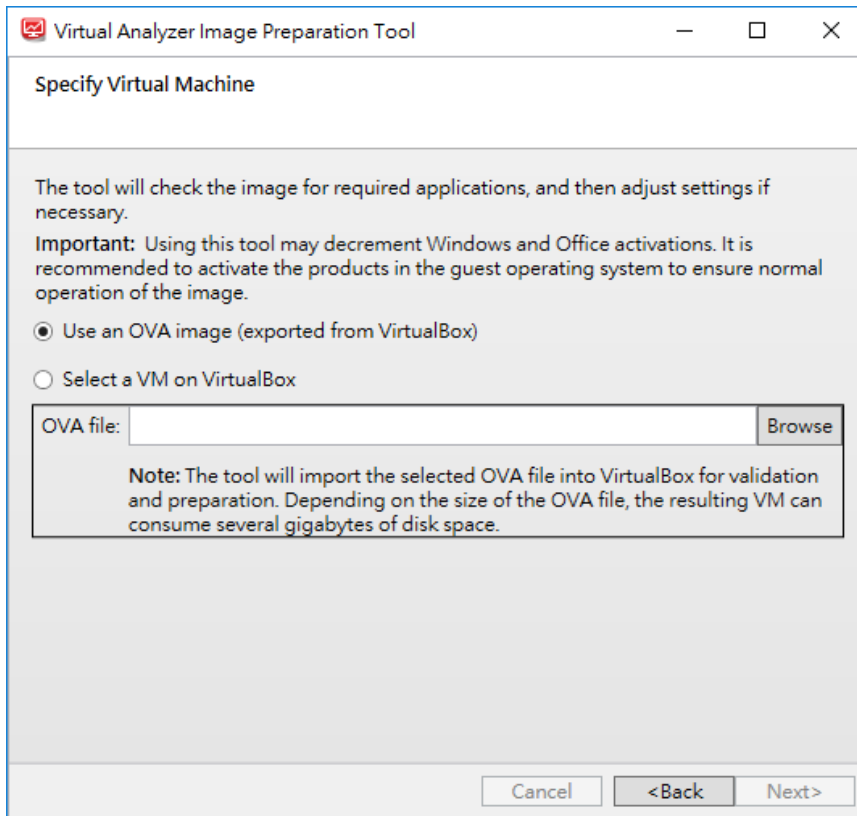 Virtual Analyzer Image Preparation Tool
Specify Virtual Machine
The tool will check the image for required applications, and then adjust settings if
necessary.
Important: Using this tool may decrement Windows and Office activations. It is
recommended to activate the products in the guest operating system to ensure normal
operation of the image.
Use an OVA image (exported from VirtualBox)
Select a VM on VirtualBox
OVA file: Browse
Note: The tool will import the selected OVA file into VirtualBox for validation
and preparation. Depending on the size of the OVA file, the resulting VM can
consume several gigabytes of disk space.
Cancel <Back Next>